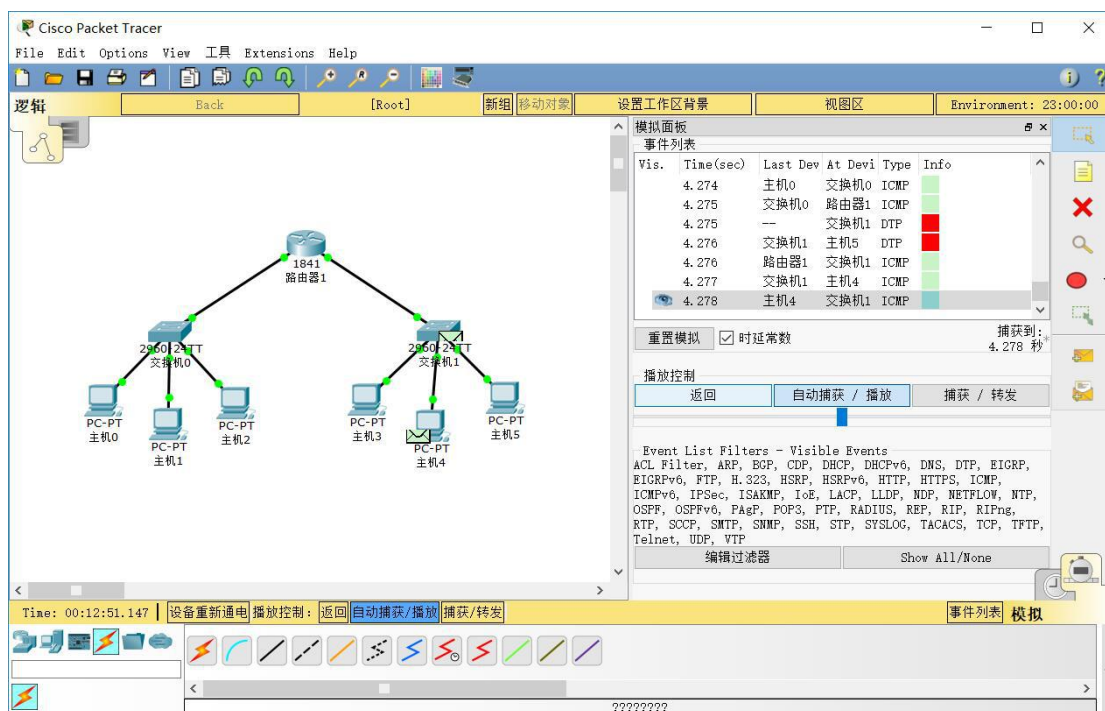 Cisco Packet Tracer
File Edit Options View 工具 Extensions Help
逻辑 Back [Root] 新组 移动对象 设置工作区背景 视图区 Environment: 23:00:00
1841
路由器1
2960-24TT
交换机0
2960-24TT
交换机1
PC-PT
主机0
PC-PT
主机1
PC-PT
主机2
PC-PT
主机3
PC-PT
主机4
PC-PT
主机5
模拟面板
事件列表
Vis. Time(sec) Last Dev At Devi Type Info
4.274 主机0 交换机0 ICMP
4.275 交换机0 路由器1 ICMP
4.275 -- 交换机1 DTP
4.276 交换机1 主机5 DTP
4.276 路由器1 交换机1 ICMP
4.277 交换机1 主机4 ICMP
4.278 主机4 交换机1 ICMP
重置模拟 时延常数 捕获到:
4.278 秒*
播放控制
返回 自动捕获 / 播放 捕获 / 转发
Event List Filters - Visible Events
ACL Filter, ARP, BGP, CDP, DHCP, DHCPv6, DNS, DTP, EIGRP,
EIGRPv6, FTP, H.323, HSRP, HSRPv6, HTTP, HTTPS, ICMP,
ICMPv6, IPSec, ISAKMP, IoE, LACP, LLDP, NDP, NETFLOW, NTP,
OSPF, OSPFv6, PAgP, POP3, PTP, RADIUS, REP, RIP, RIPng,
RTP, SCCP, SMTP, SNMP, SSH, STP, SYSLOG, TACACS, TCP, TFTP,
Telnet, UDP, VTP
编辑过滤器 Show All/None
Time: 00:12:51.147 设备重新通电 播放控制: 返回 自动捕获/播放 捕获/转发 事件列表 模拟
????????